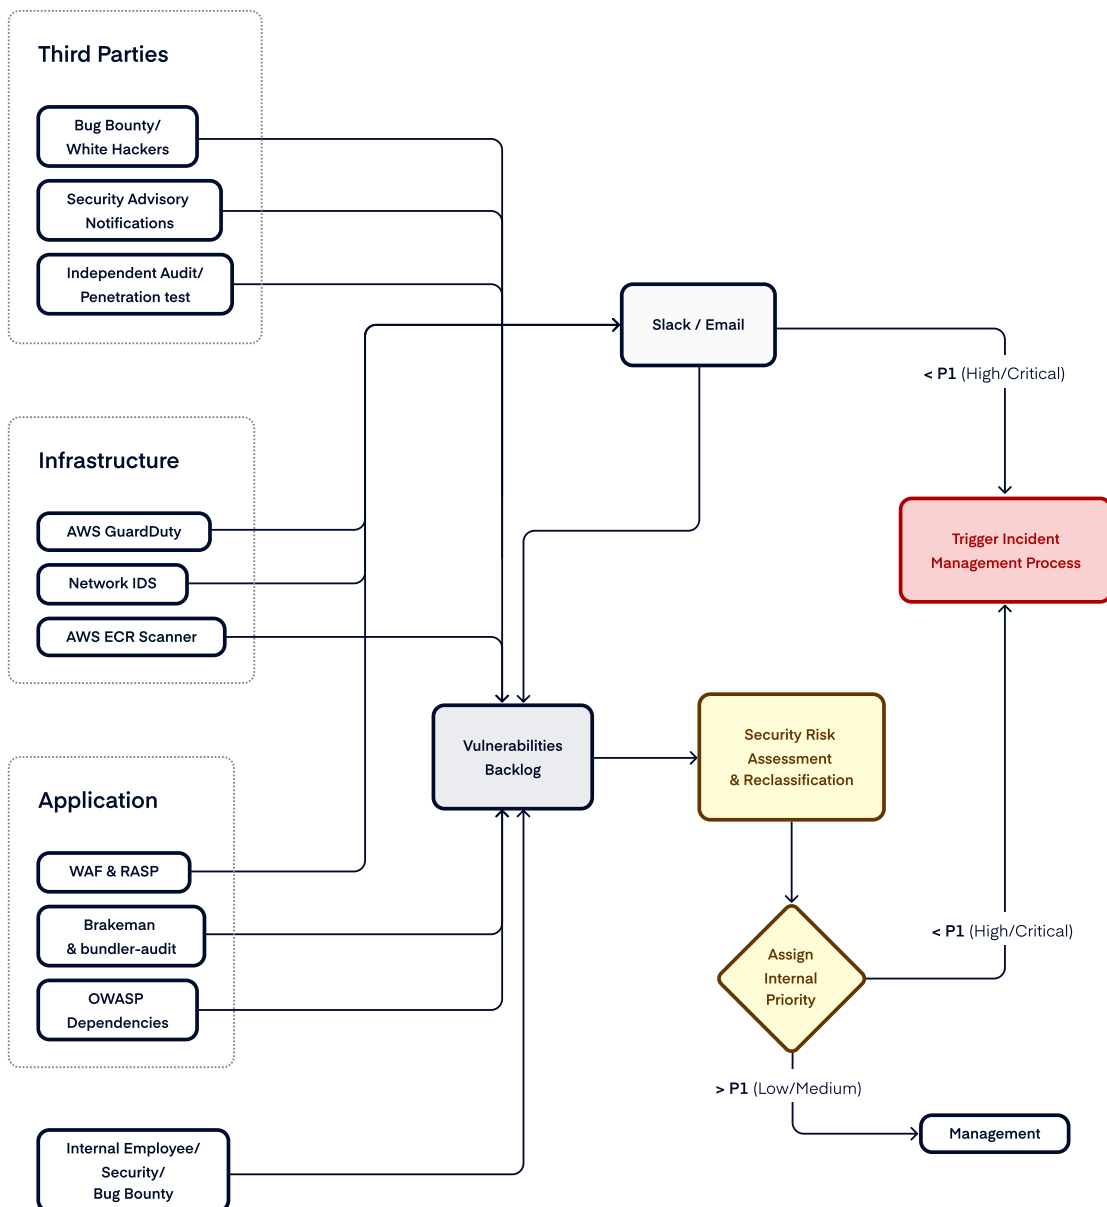 Third Parties
Bug Bounty/
White Hackers
Security Advisory
Notifications
Independent Audit/
Penetration test
Slack / Email
< P1 (High/Critical)
Infrastructure
AWS GuardDuty
Network IDS
AWS ECR Scanner
Trigger Incident
Management Process
Vulnerabilities
Backlog
Security Risk
Assessment
& Reclassification
Application
WAF & RASP
Brakeman
& bundler-audit
OWASP
Dependencies
Assign
Internal
Priority
< P1 (High/Critical)
> P1 (Low/Medium)
Management
Internal Employee/
Security/
Bug Bounty